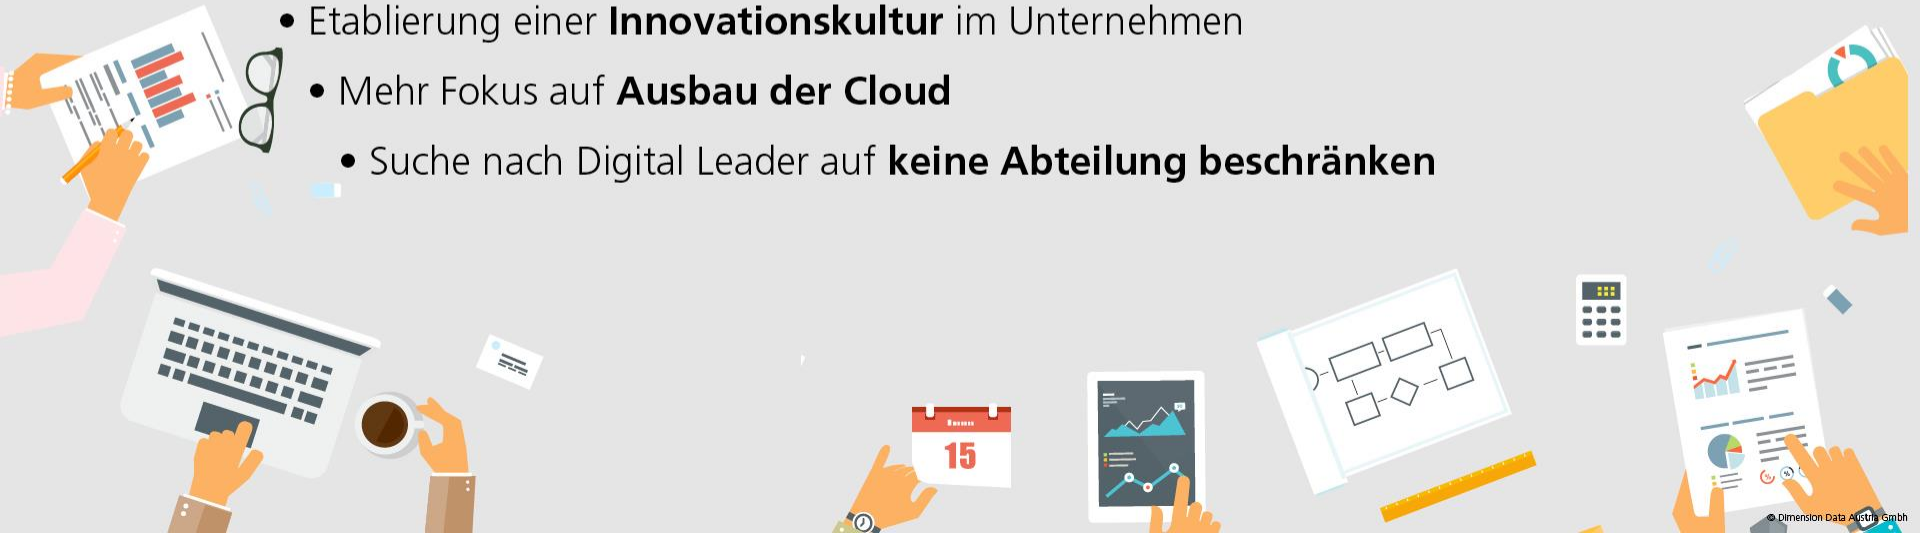 • Etablierung einer Innovationskultur im Unternehmen
• Mehr Fokus auf Ausbau der Cloud
• Suche nach Digital Leader auf keine Abteilung beschränken
15
© Dimension Data Austria Gmbh